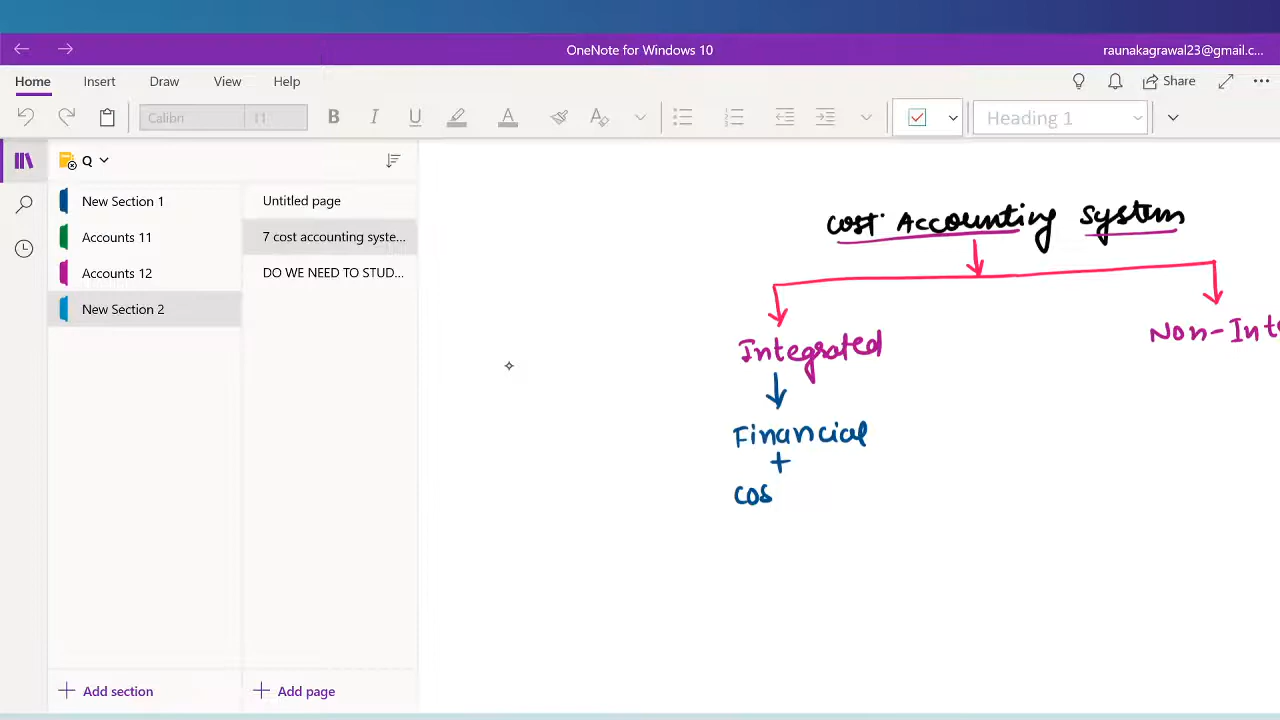 OneNote for Windows 10
raunakagrawal23@gmail.c...
Home Insert Draw View Help
Share
Calibri 11 B I U A Heading 1
Q
New Section 1
Accounts 11
Accounts 12
New Section 2
Untitled page
7 cost accounting syste...
DO WE NEED TO STUD...
Add section
Add page
Cost Accounting System
Integrated
Non-Inte
Financial
+
Cos